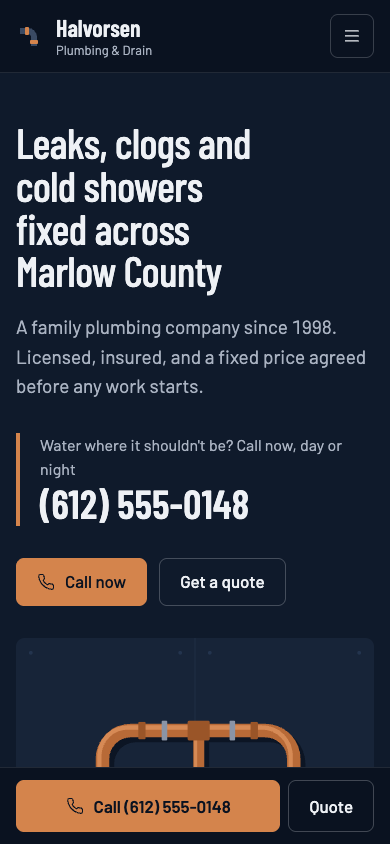 Halvorsen
Plumbing & Drain
Leaks, clogs and
cold showers
fixed across
Marlow County
A family plumbing company since 1998.
Licensed, insured, and a fixed price agreed
before any work starts.
Water where it shouldn't be? Call now, day or
night
(612) 555-0148
Call now
Get a quote
Call (612) 555-0148
Quote